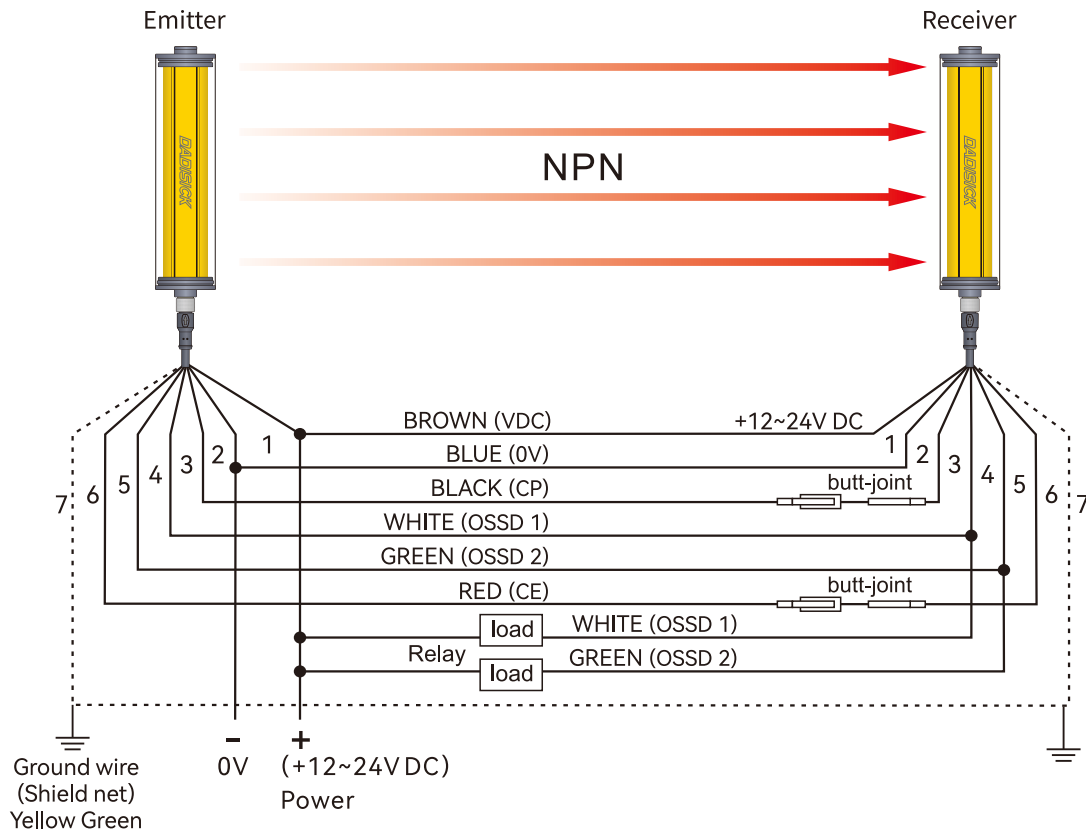 Emitter
Receiver
DADISICK
DADISICK
NPN
BROWN (VDC)
+12~24V DC
1
1
BLUE (0V)
2
2
3
3
BLACK (CP)
butt-joint
4
4
5
5
6
6
7
7
WHITE (OSSD 1)
GREEN (OSSD 2)
RED (CE)
butt-joint
load
WHITE (OSSD 1)
Relay
load
GREEN (OSSD 2)
-
+
0V
(+12~24V DC)
Power
Ground wire
(Shield net)
Yellow Green